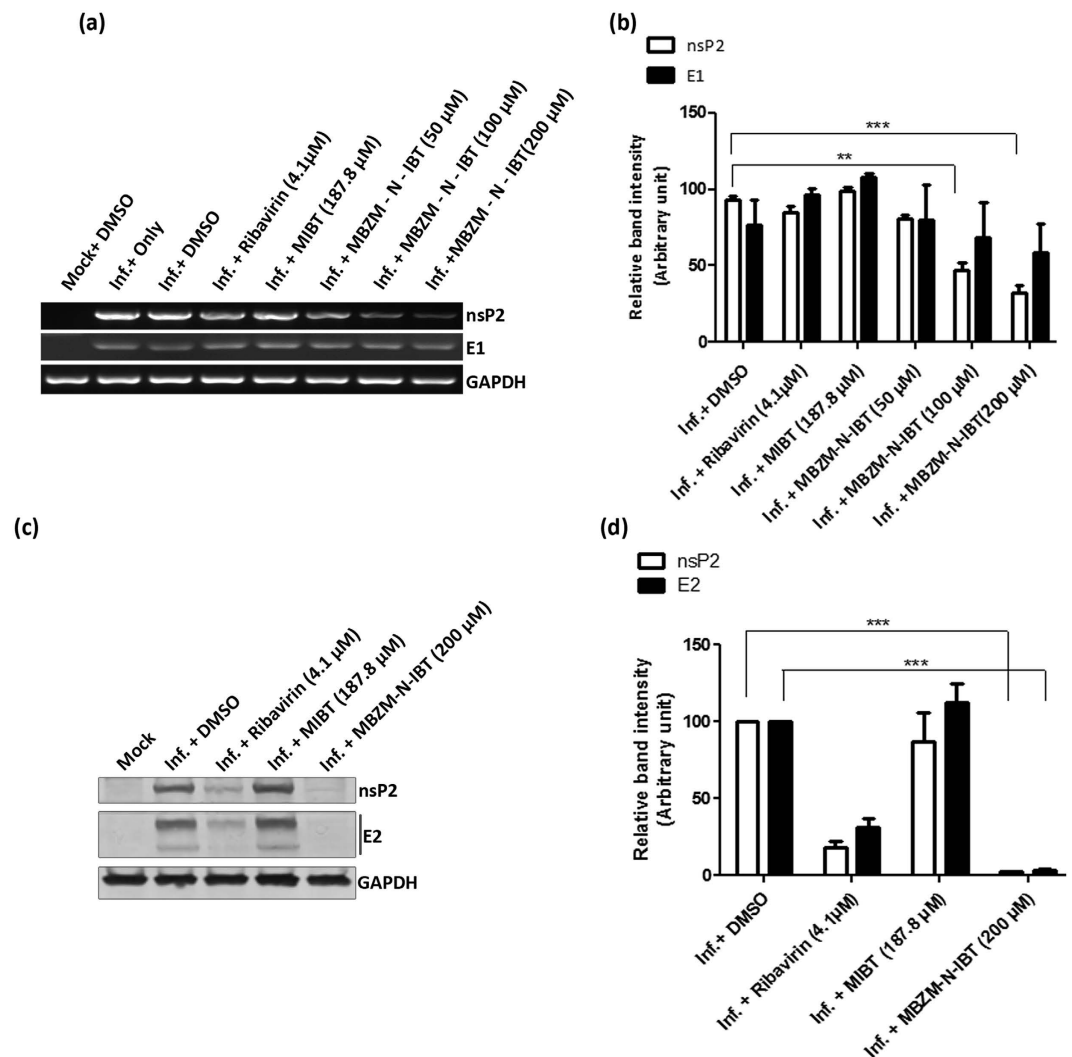 (a)
Mock+ DMSO
Inf.+ Only
Inf.+ DMSO
Inf.+ Ribavirin (4.1µM)
Inf. + MIBT (187.8 µM)
Inf. + MBZM - N - IBT (50 µM)
Inf. + MBZM - N - IBT (100 µM)
Inf. +MBZM - N - IBT(200 µM)
nsP2
E1
GAPDH
(b)
nsP2
E1
Relative band intensity
(Arbitrary unit)
150
100
50
0
***
**
Inf.+ DMSO
Inf. + Ribavirin (4.1µM)
Inf. + MIBT (187.8 µM)
Inf. + MBZM-N-IBT (50 µM)
Inf. + MBZM-N-IBT (100 µM)
Inf. +MBZM-N-IBT(200 µM)
(c)
Mock
Inf. + DMSO
Inf. + Ribavirin (4.1 µM)
Inf. + MIBT (187.8 µM)
Inf. + MBZM-N-IBT (200 µM)
nsP2
E2
GAPDH
(d)
nsP2
E2
Relative band intensity
(Arbitrary unit)
150
100
50
0
***
***
Inf.+ DMSO
Inf. + Ribavirin (4.1µM)
Inf. + MIBT (187.8 µM)
Inf. + MBZM-N-IBT (200 µM)